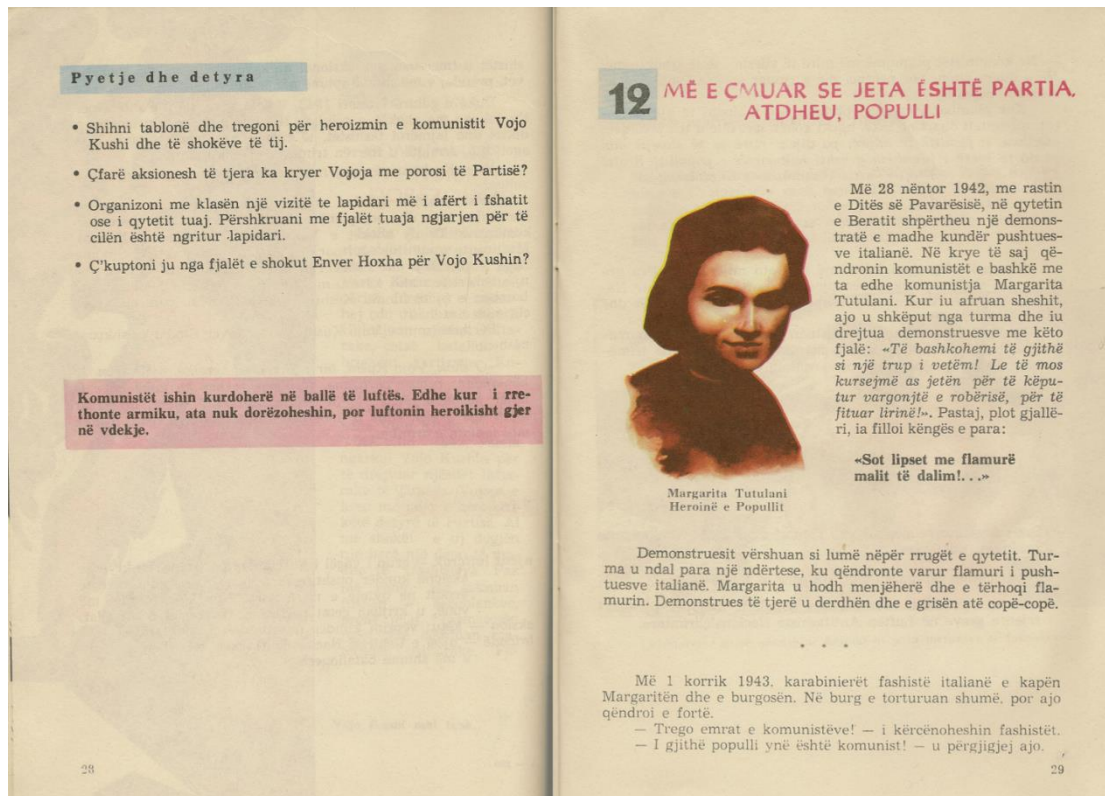 Pyetje dhe detyra
• Shihni tablonë dhe tregoni për heroizmin e komunistit Vojo
Kushi dhe të shokëve të tij.
• Çfarë aksionesh të tjera ka kryer Vojoja me porosi të Partisë?
• Organizoni me klasën një vizitë te lapidari më i afërt i fshatit
ose i qytetit tuaj. Përshkruani me fjalët tuaja ngjarjen për të
cilën është ngritur lapidari.
• Ç'kuptoni ju nga fjalët e shokut Enver Hoxha për Vojo Kushin?
Komunistët ishin kurdoherë në ballë të luftës. Edhe kur i rre-
thonte armiku, ata nuk dorëzoheshin, por luftonin heroikisht gjer
në vdekje.
28
12 MË E ÇMUAR SE JETA ËSHTË PARTIA,
ATDHEU, POPULLI
Më 28 nëntor 1942, me rastin
e Ditës së Pavarësisë, në qytetin
e Beratit shpërtheu një demons-
tratë e madhe kundër pushtues-
ve italianë. Në krye të saj që-
ndronin komunistët e bashkë me
ta edhe komunistja Margarita
Tutulani. Kur iu afruan sheshit,
ajo u shkëput nga turma dhe iu
drejtua demonstruesve me këto
fjalë: «Të bashkohemi të gjithë
si një trup i vetëm! Le të mos
kursejmë as jetën për të këpu-
tur vargonjtë e robërisë, për të
fituar lirinë!». Pastaj, plot gjallë-
ri, ia filloi këngës e para:
«Sot lipset me flamurë
malit të dalim!...»
Margarita Tutulani
Heroinë e Popullit
Demonstruesit vërshuan si lumë nëpër rrugët e qytetit. Tur-
ma u ndal para një ndërtese, ku qëndronte varur flamuri i push-
tuesve italianë. Margarita u hodh menjëherë dhe e tërhoqi fla-
murin. Demonstrues të tjerë u derdhën dhe e grisën atë copë-copë.
• • •
Më 1 korrik 1943, karabinierët fashistë italianë e kapën
Margaritën dhe e burgosën. Në burg e torturuan shumë, por ajo
qëndroi e fortë.
— Trego emrat e komunistëve! — i kërcënoheshin fashistët.
— I gjithë populli ynë është komunist! — u përgjigjej ajo.
29